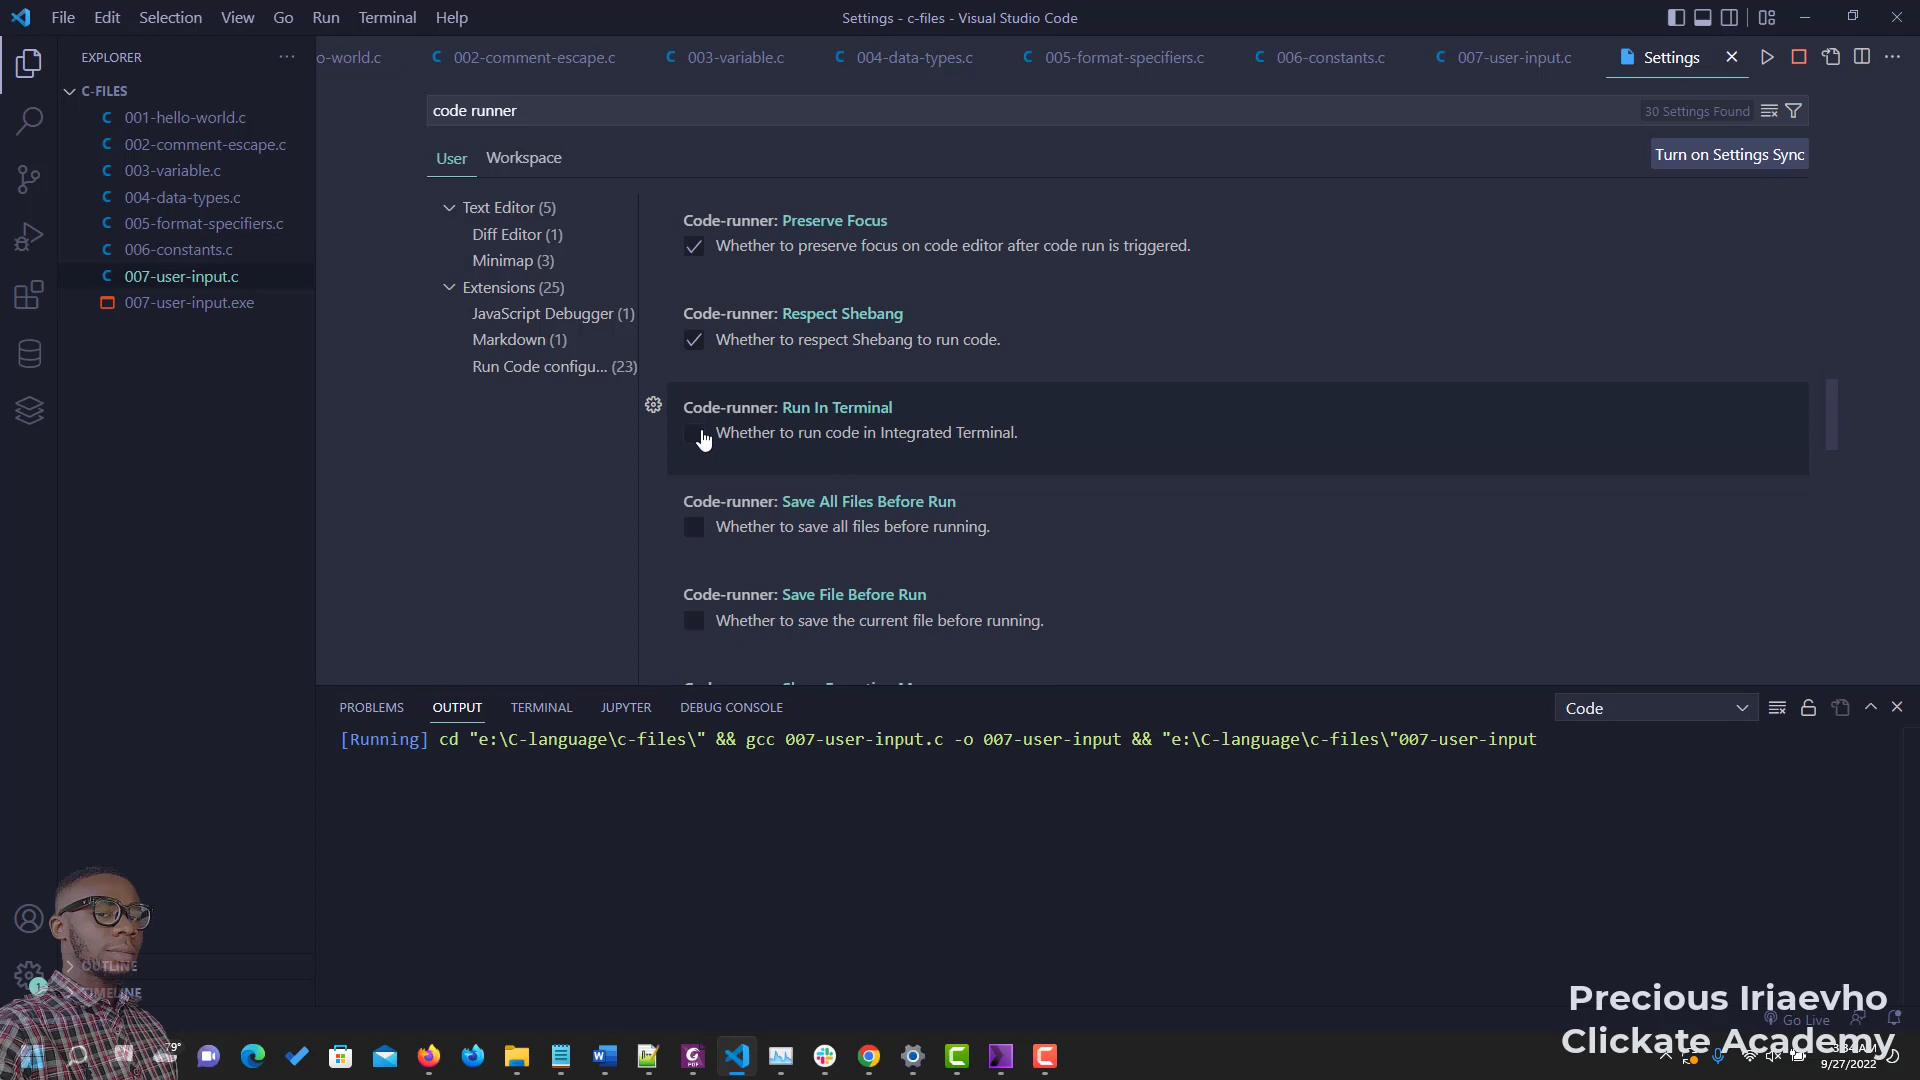 File Edit Selection View Go Run Terminal Help
Settings - c-files - Visual Studio Code
EXPLORER
o-world.c
002-comment-escape.c
003-variable.c
004-data-types.c
005-format-specifiers.c
006-constants.c
007-user-input.c
Settings
C-FILES
C 001-hello-world.c
C 002-comment-escape.c
C 003-variable.c
C 004-data-types.c
C 005-format-specifiers.c
C 006-constants.c
C 007-user-input.c
007-user-input.exe
code runner
30 Settings Found
User Workspace
Turn on Settings Sync
Text Editor (5)
Diff Editor (1)
Minimap (3)
Extensions (25)
JavaScript Debugger (1)
Markdown (1)
Run Code configu... (23)
Code-runner: Preserve Focus
Whether to preserve focus on code editor after code run is triggered.
Code-runner: Respect Shebang
Whether to respect Shebang to run code.
Code-runner: Run In Terminal
Whether to run code in Integrated Terminal.
Code-runner: Save All Files Before Run
Whether to save all files before running.
Code-runner: Save File Before Run
Whether to save the current file before running.
PROBLEMS OUTPUT TERMINAL JUPYTER DEBUG CONSOLE
Code
[Running] cd "e:\C-language\c-files\" && gcc 007-user-input.c -o 007-user-input && "e:\C-language\c-files\"007-user-input
OUTLINE
TIMELINE
1
Precious Iriaevho
Go Live
Clickate Academy
79°
9/27/2022